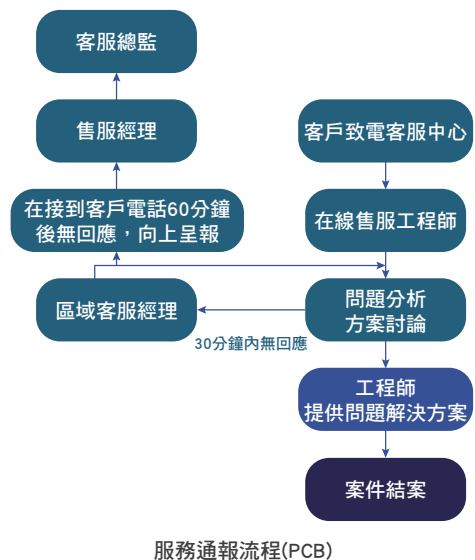 客服總監
售服經理
客戶致電客服中心
在接到客戶電話60分鐘
後無回應，向上呈報
在線售服工程師
區域客服經理
問題分析
方案討論
30分鐘內無回應
工程師
提供問題解決方案
案件結案
服務通報流程(PCB)